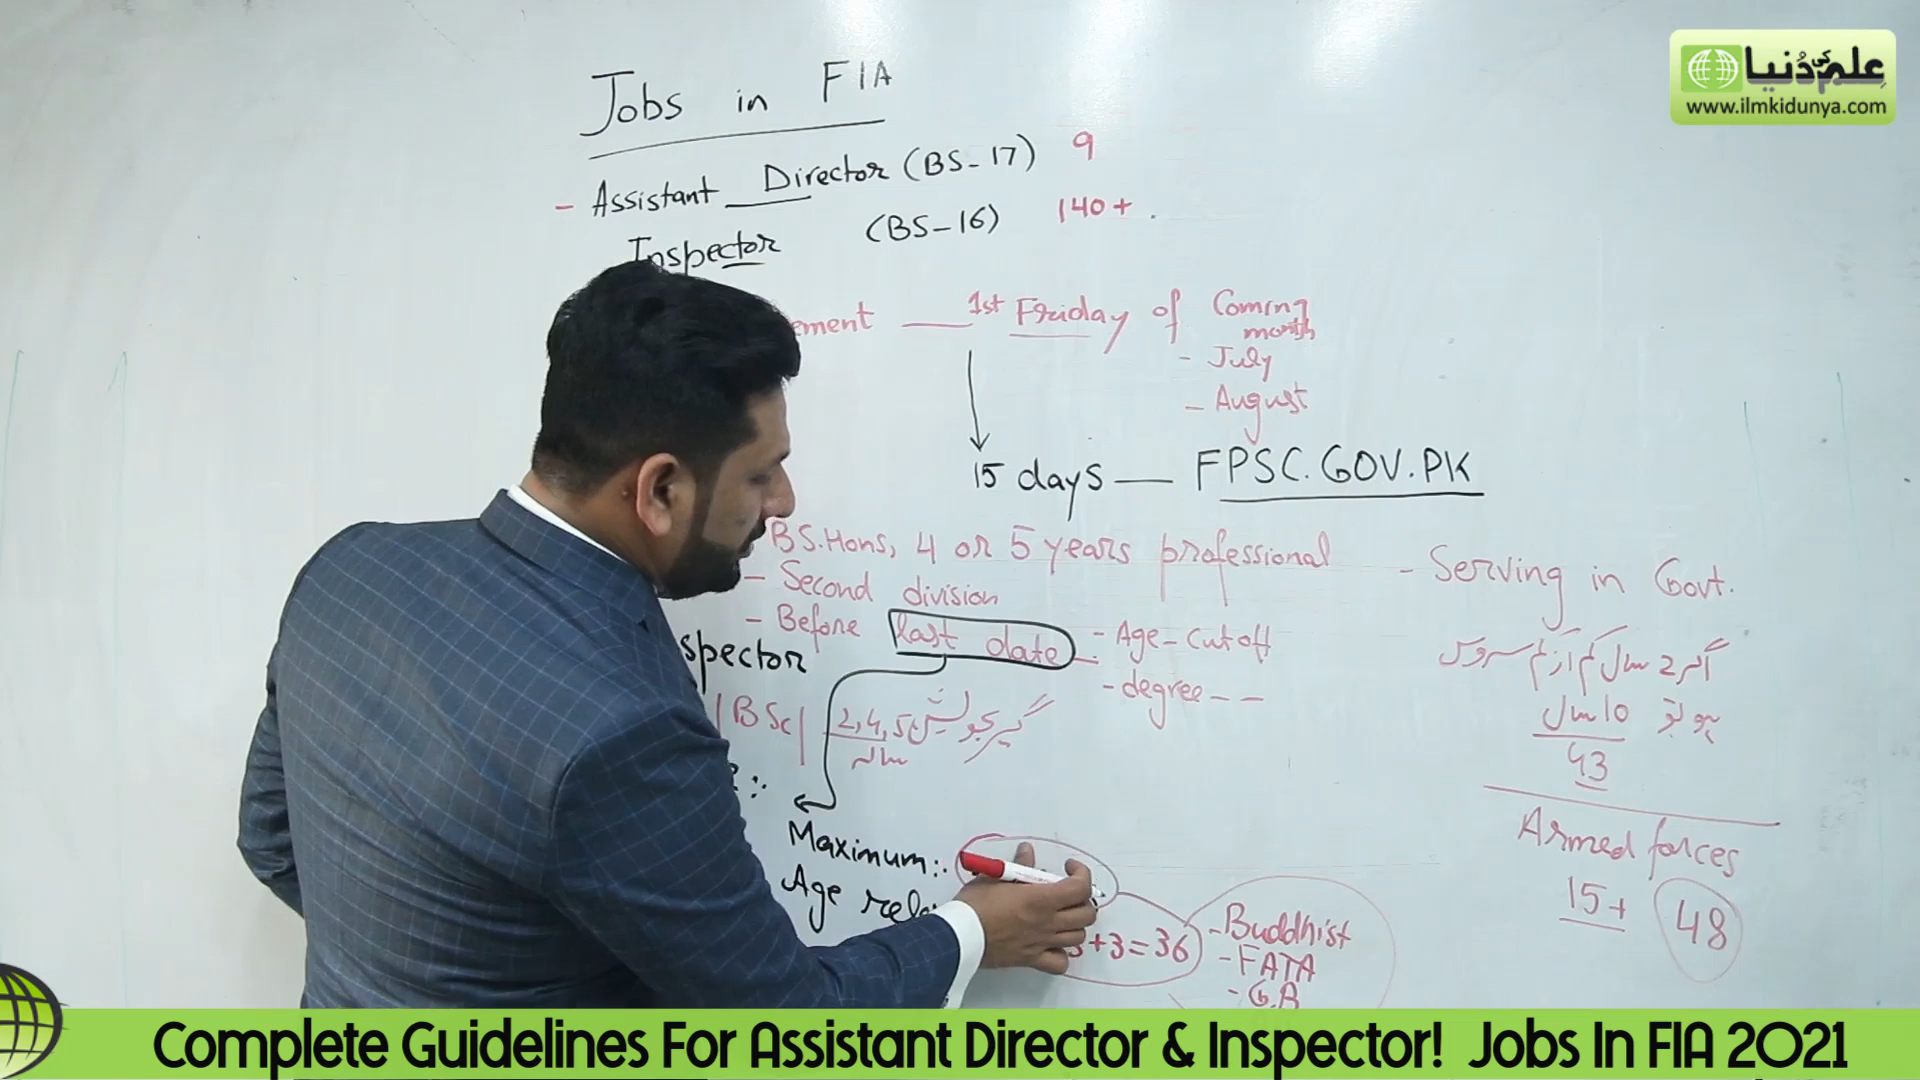 علم کی دُنیا
www.ilmkidunya.com
Jobs in FIA
- Assistant Director (BS-17) 9
Inspector (BS-16) 140+
ement — 1st Friday of Coming
month
- July
- August
15 days — FPSC.GOV.PK
BS.Hons, 4 or 5 years professional
- Second division
- Before last date
- Age-Cutoff
- degree--
spector
|BSc| گریجویشن 2,4,5
سالہ
Maximum:.
Age rela
3+3=36
- Buddhist
- FATA
- G.B
- Serving in Govt.
اگر 2 سال کم از کم سروس
ہو تو 10 سال
43
Armed forces
15+ 48
Complete Guidelines For Assistant Director & Inspector! Jobs In FIA 2021